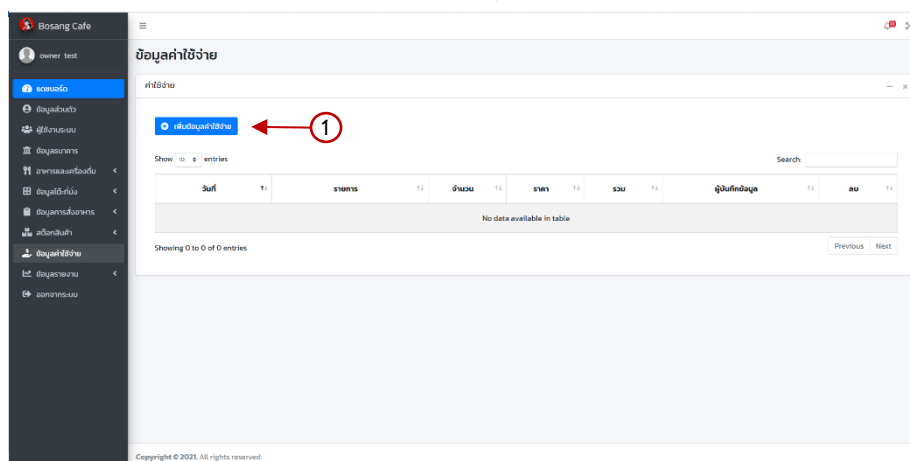 Bosang Cafe
owner test
ข้อมูลค่าใช้จ่าย
แดชบอร์ด
ค่าใช้จ่าย
ข้อมูลส่วนตัว
ผู้ใช้งานระบบ
เพิ่มข้อมูลค่าใช้จ่าย
1
ข้อมูลธนาคาร
Show 10 entries
Search:
อาหารและเครื่องดื่ม
ข้อมูลโต๊ะที่นั่ง
วันที่ รายการ จำนวน ราคา รวม ผู้บันทึกข้อมูล ลบ
ข้อมูลการสั่งอาหาร
No data available in table
สต๊อกสินค้า
ข้อมูลค่าใช้จ่าย
Showing 0 to 0 of 0 entries
Previous Next
ข้อมูลรายงาน
ออกจากระบบ
Copyright © 2021. All rights reserved.